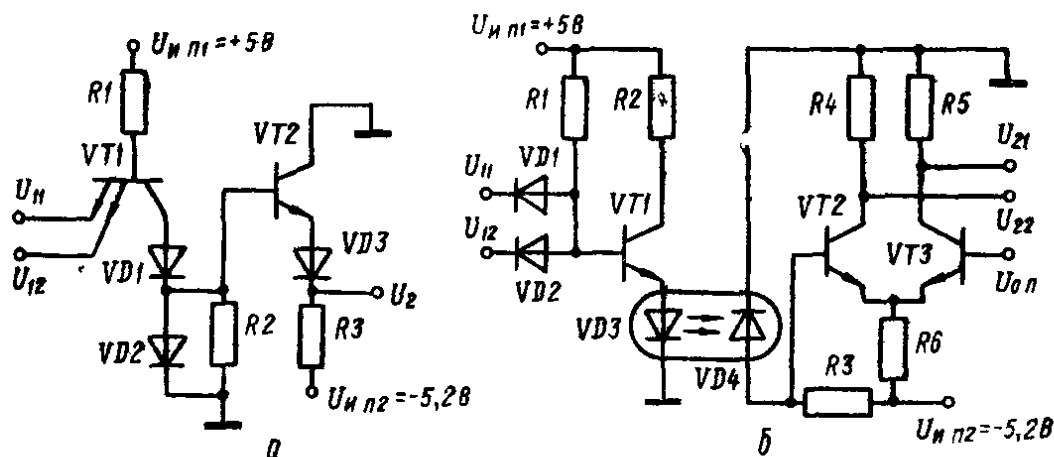 U и п1 = +5В
R1
VT1
VT2
U11
U12
VD1
VD2
R2
VD3
U2
R3
U и п2 = -5,2В
а
U и п1 = +5В
R1
R2
R4
R5
U11
VD1
U12
VD2
VT1
VD3
VD4
VT2
VT3
U21
U22
Uоп
R3
R6
U и п2 = -5,2В
б